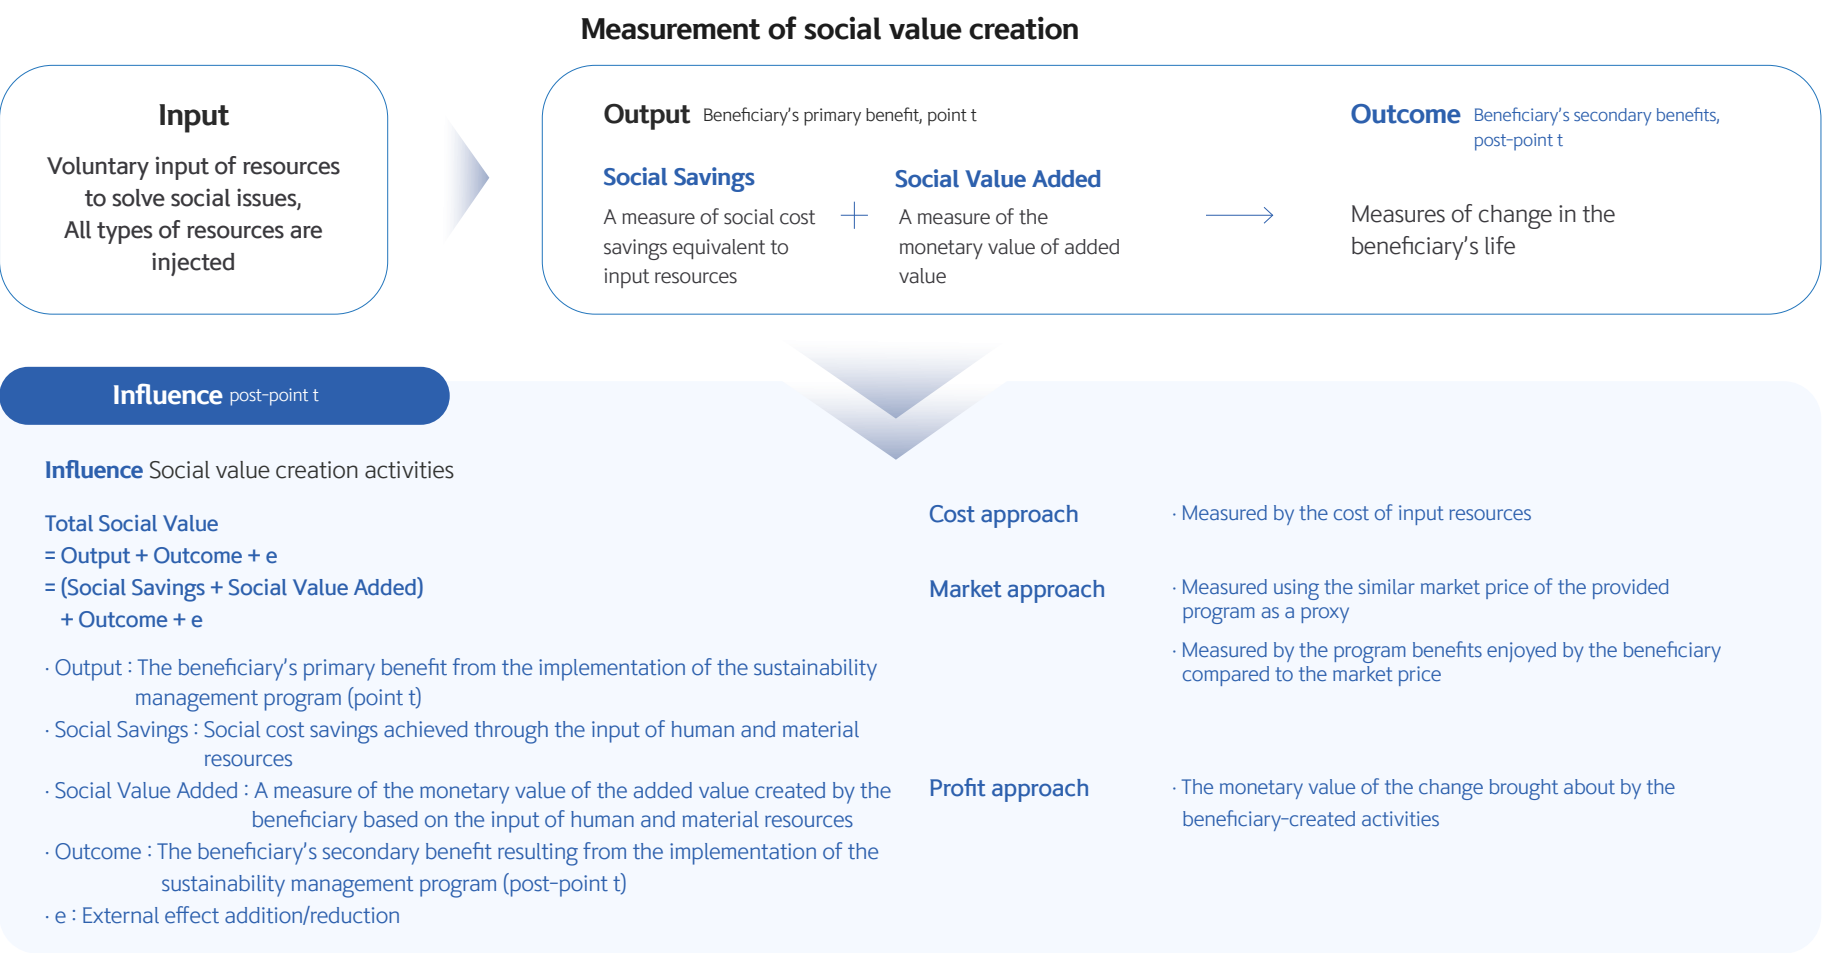 Measurement of social value creation
Input
Voluntary input of resources
to solve social issues,
All types of resources are
injected
Output Beneficiary's primary benefit, point t
Social Savings
A measure of social cost
savings equivalent to
input resources
+
Social Value Added
A measure of the
monetary value of added
value
Outcome Beneficiary's secondary benefits,
post-point t
Measures of change in the
beneficiary's life
Influence post-point t
Influence Social value creation activities
Total Social Value
= Output + Outcome + e
= (Social Savings + Social Value Added)
+ Outcome + e
· Output : The beneficiary's primary benefit from the implementation of the sustainability
management program (point t)
· Social Savings : Social cost savings achieved through the input of human and material
resources
· Social Value Added : A measure of the monetary value of the added value created by the
beneficiary based on the input of human and material resources
· Outcome : The beneficiary's secondary benefit resulting from the implementation of the
sustainability management program (post-point t)
· e : External effect addition/reduction
Cost approach
· Measured by the cost of input resources
Market approach
· Measured using the similar market price of the provided
program as a proxy
· Measured by the program benefits enjoyed by the beneficiary
compared to the market price
Profit approach
· The monetary value of the change brought about by the
beneficiary-created activities